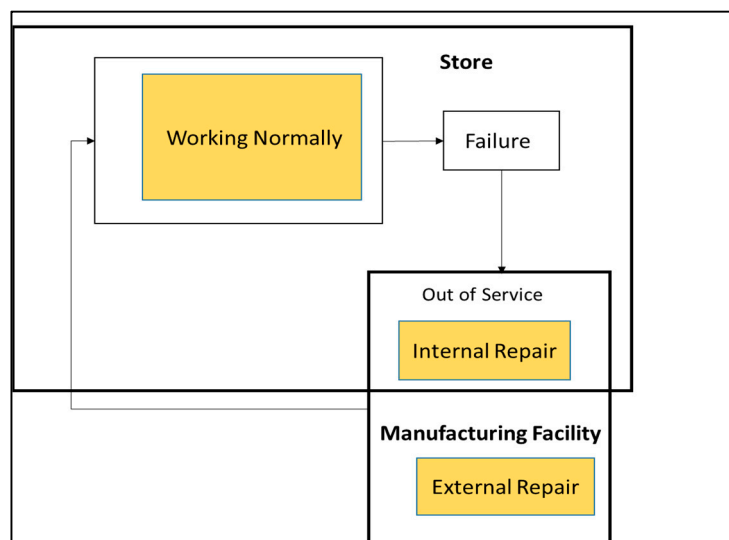 Store
Working Normally
Failure
Out of Service
Internal Repair
Manufacturing Facility
External Repair